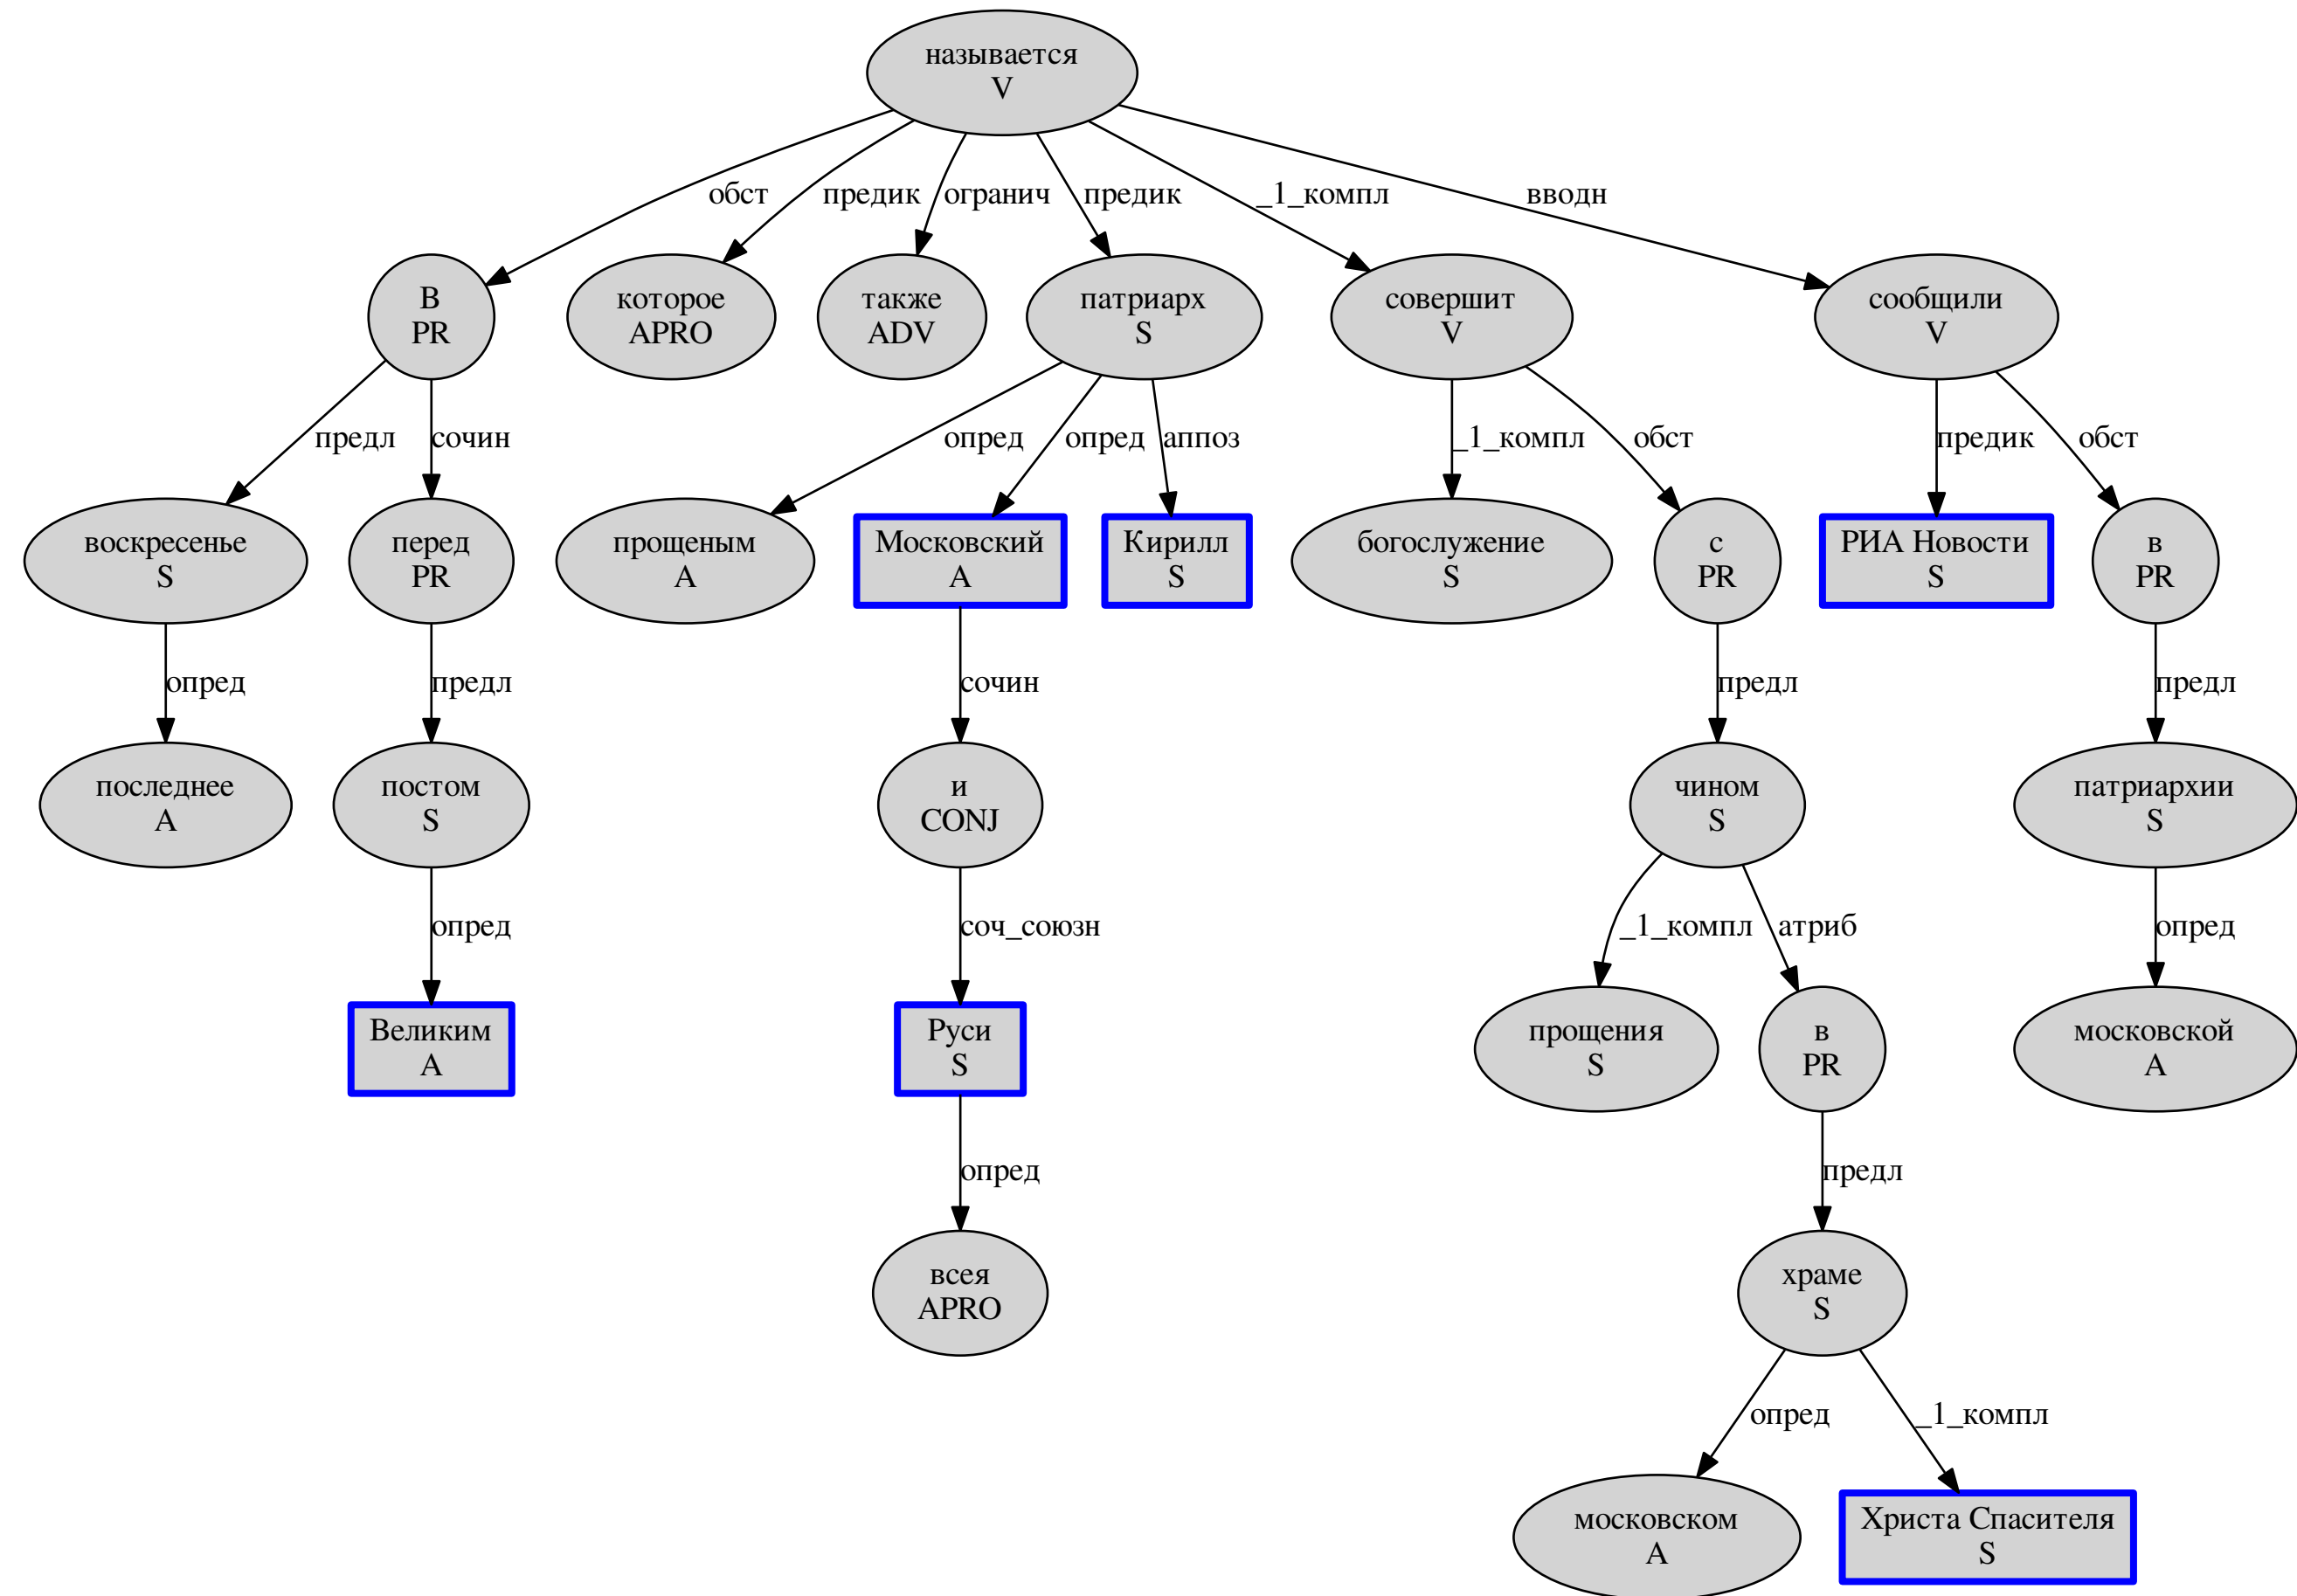 называется
V
обст
предик
огранич
предик
_1_компл
вводн
В
PR
которое
APRO
также
ADV
патриарх
S
совершит
V
сообщили
V
предл
сочин
опред
опред
аппоз
_1_компл
обст
предик
обст
воскресенье
S
перед
PR
прощеным
A
Московский
A
Кирилл
S
богослужение
S
с
PR
РИА Новости
S
в
PR
опред
предл
сочин
предл
предл
последнее
A
постом
S
и
CONJ
чином
S
патриархии
S
опред
соч_союзн
_1_компл
атриб
опред
Великим
A
Руси
S
прощения
S
в
PR
московской
A
опред
предл
всея
APRO
храме
S
опред
_1_компл
московском
A
Христа Спасителя
S